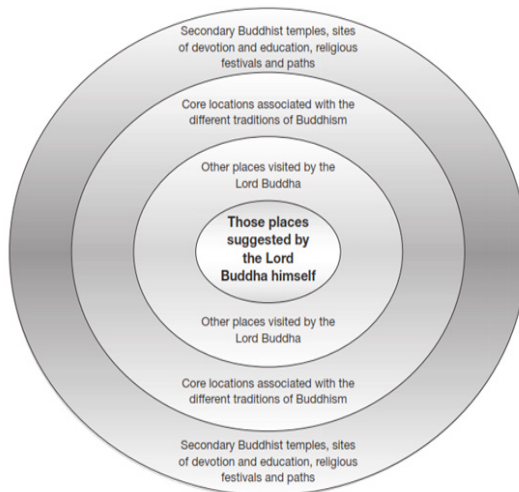 Secondary Buddhist temples, sites
of devotion and education, religious
festivals and paths
Core locations associated with the
different traditions of Buddhism
Other places visited by the
Lord Buddha
Those places
suggested by
the Lord
Buddha himself
Other places visited by the
Lord Buddha
Core locations associated with the
different traditions of Buddhism
Secondary Buddhist temples, sites
of devotion and education, religious
festivals and paths